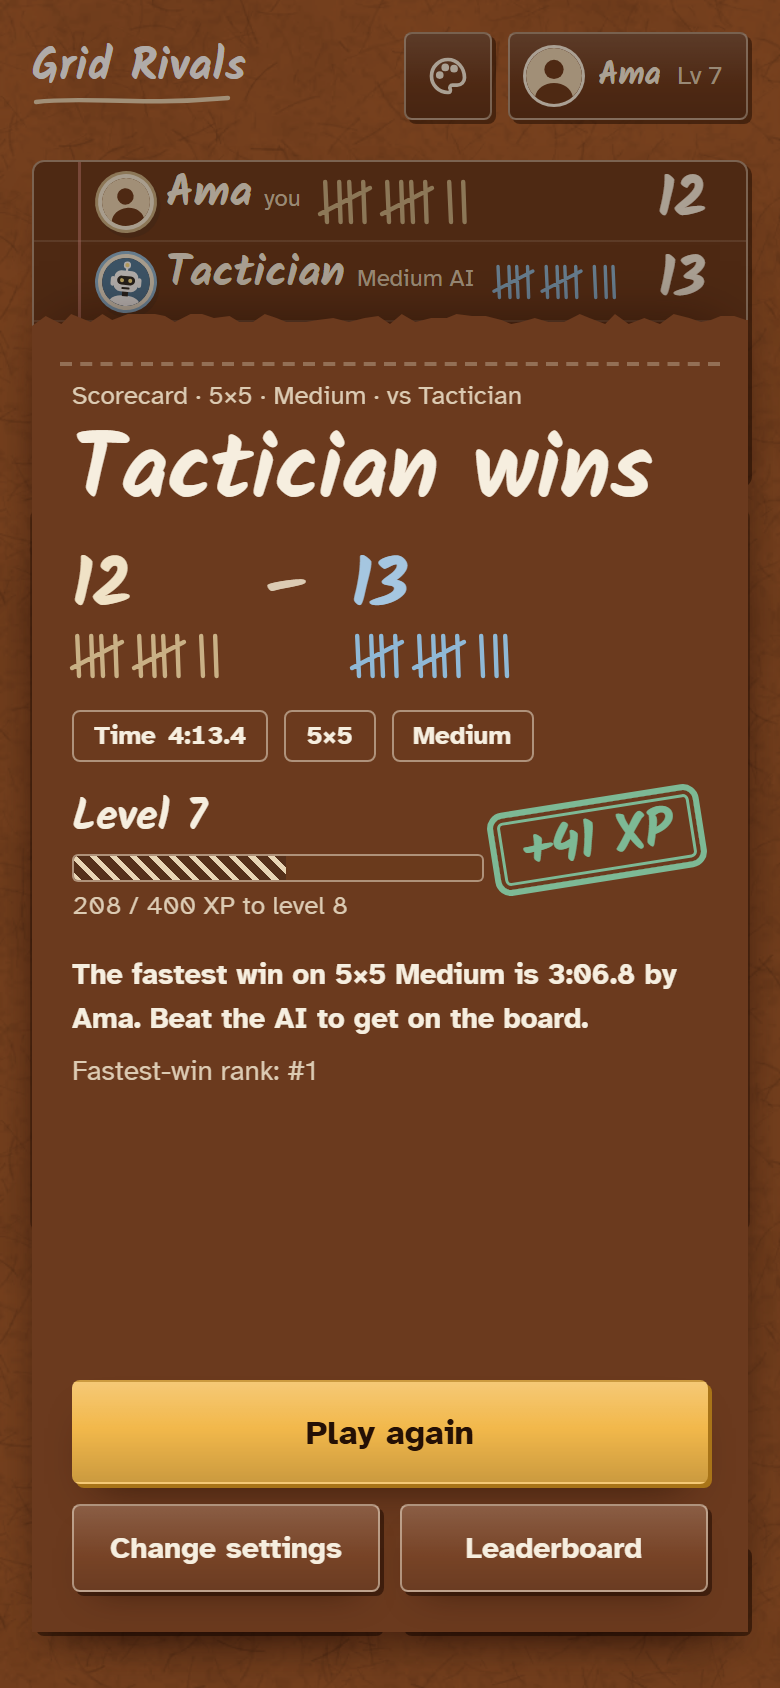 Grid Rivals
Ama Lv 7
Ama you 12
Tactician Medium AI 13
Scorecard · 5×5 · Medium · vs Tactician
Tactician wins
12 – 13
Time 4:13.4
5×5
Medium
Level 7
+41 XP
208 / 400 XP to level 8
The fastest win on 5×5 Medium is 3:06.8 by
Ama. Beat the AI to get on the board.
Fastest-win rank: #1
Play again
Change settings
Leaderboard